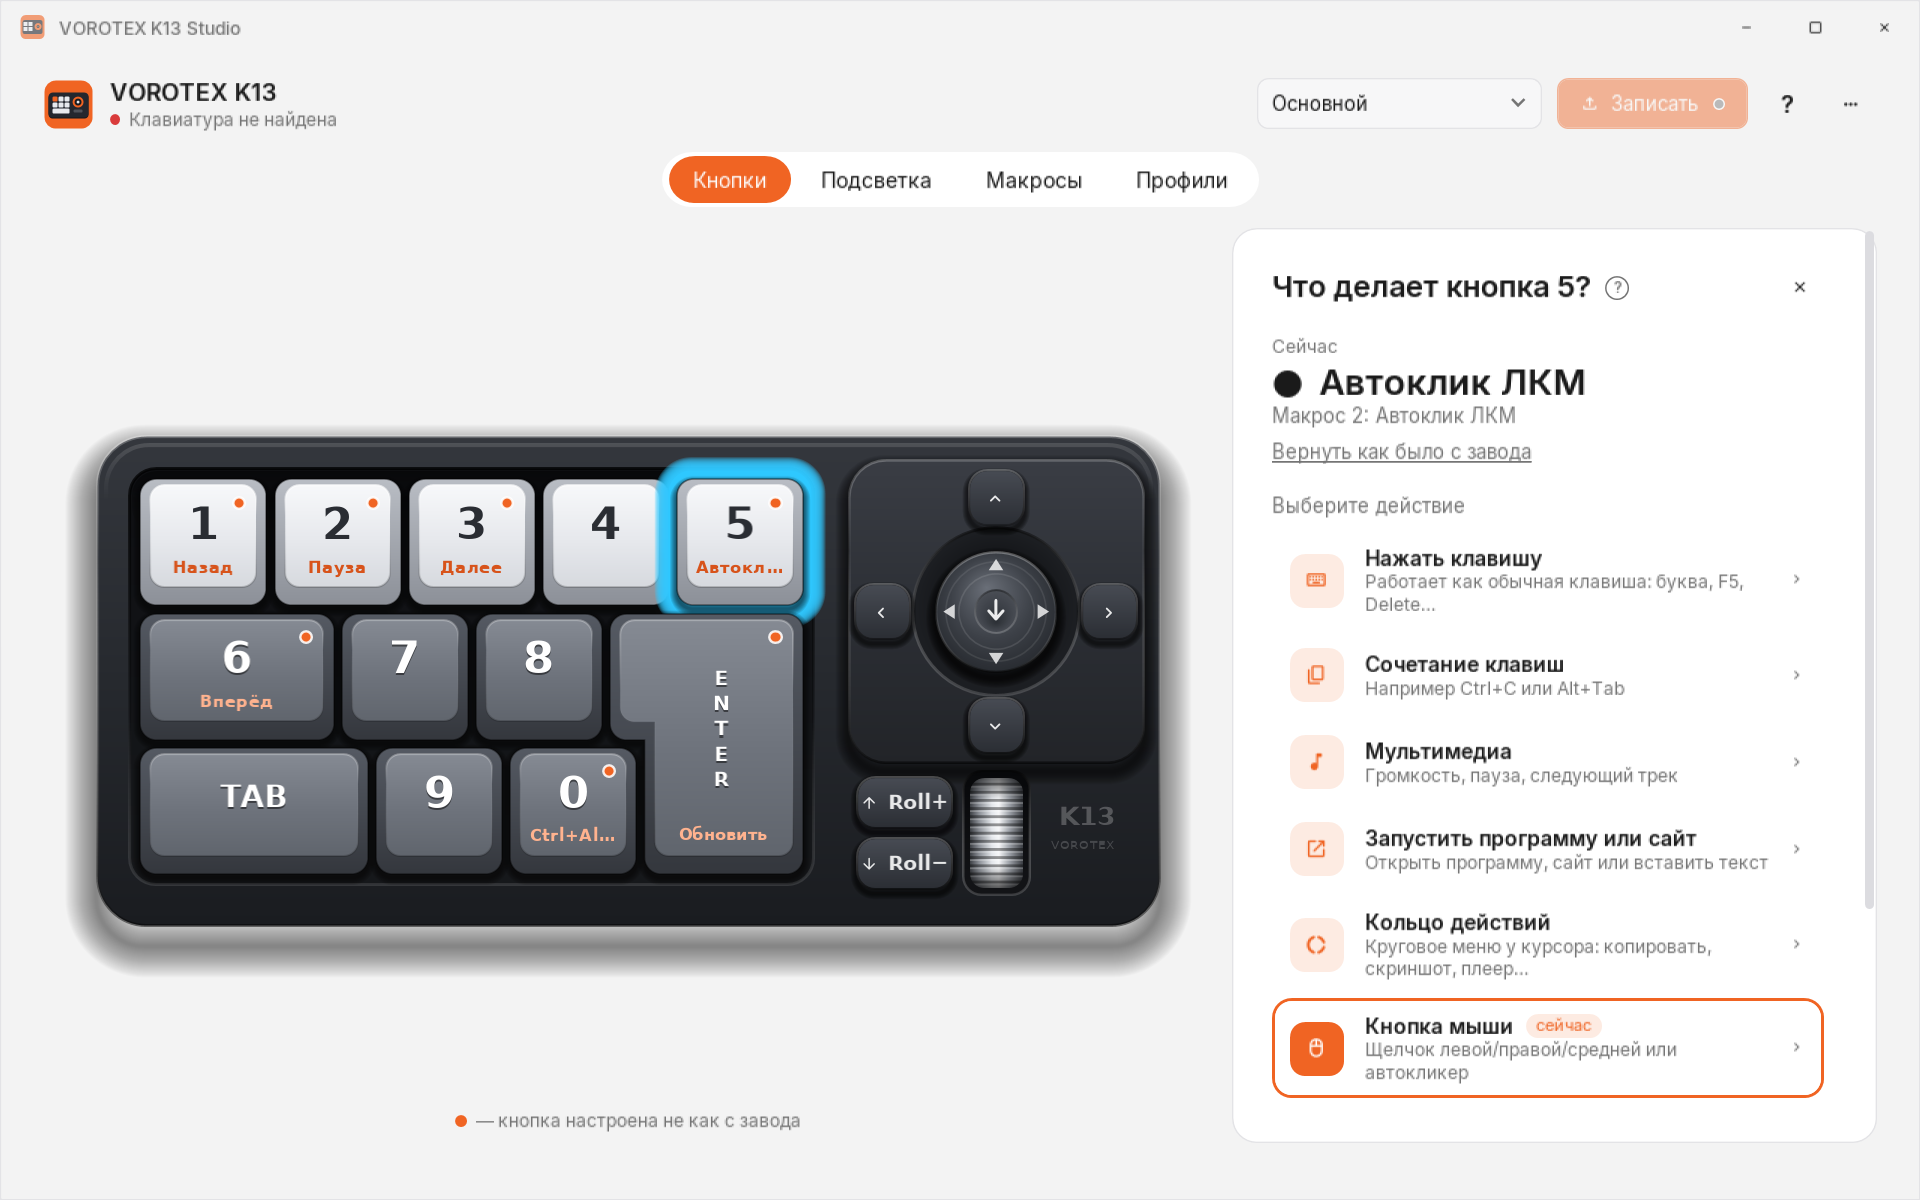 VOROTEX K13 Studio
VOROTEX K13
Клавиатура не найдена
Основной
Записать
?
Кнопки
Подсветка
Макросы
Профили
1
Назад
2
Пауза
3
Далее
4
5
Автокл...
6
Вперёд
7
8
ENTER
Обновить
TAB
9
0
Ctrl+Al...
Roll+
Roll−
K13
VOROTEX
— кнопка настроена не как с завода
Что делает кнопка 5? ?
Сейчас
Автоклик ЛКМ
Макрос 2: Автоклик ЛКМ
Вернуть как было с завода
Выберите действие
Нажать клавишу
Работает как обычная клавиша: буква, F5,
Delete...
Сочетание клавиш
Например Ctrl+C или Alt+Tab
Мультимедиа
Громкость, пауза, следующий трек
Запустить программу или сайт
Открыть программу, сайт или вставить текст
Кольцо действий
Круговое меню у курсора: копировать,
скриншот, плеер...
Кнопка мыши сейчас
Щелчок левой/правой/средней или
автокликер